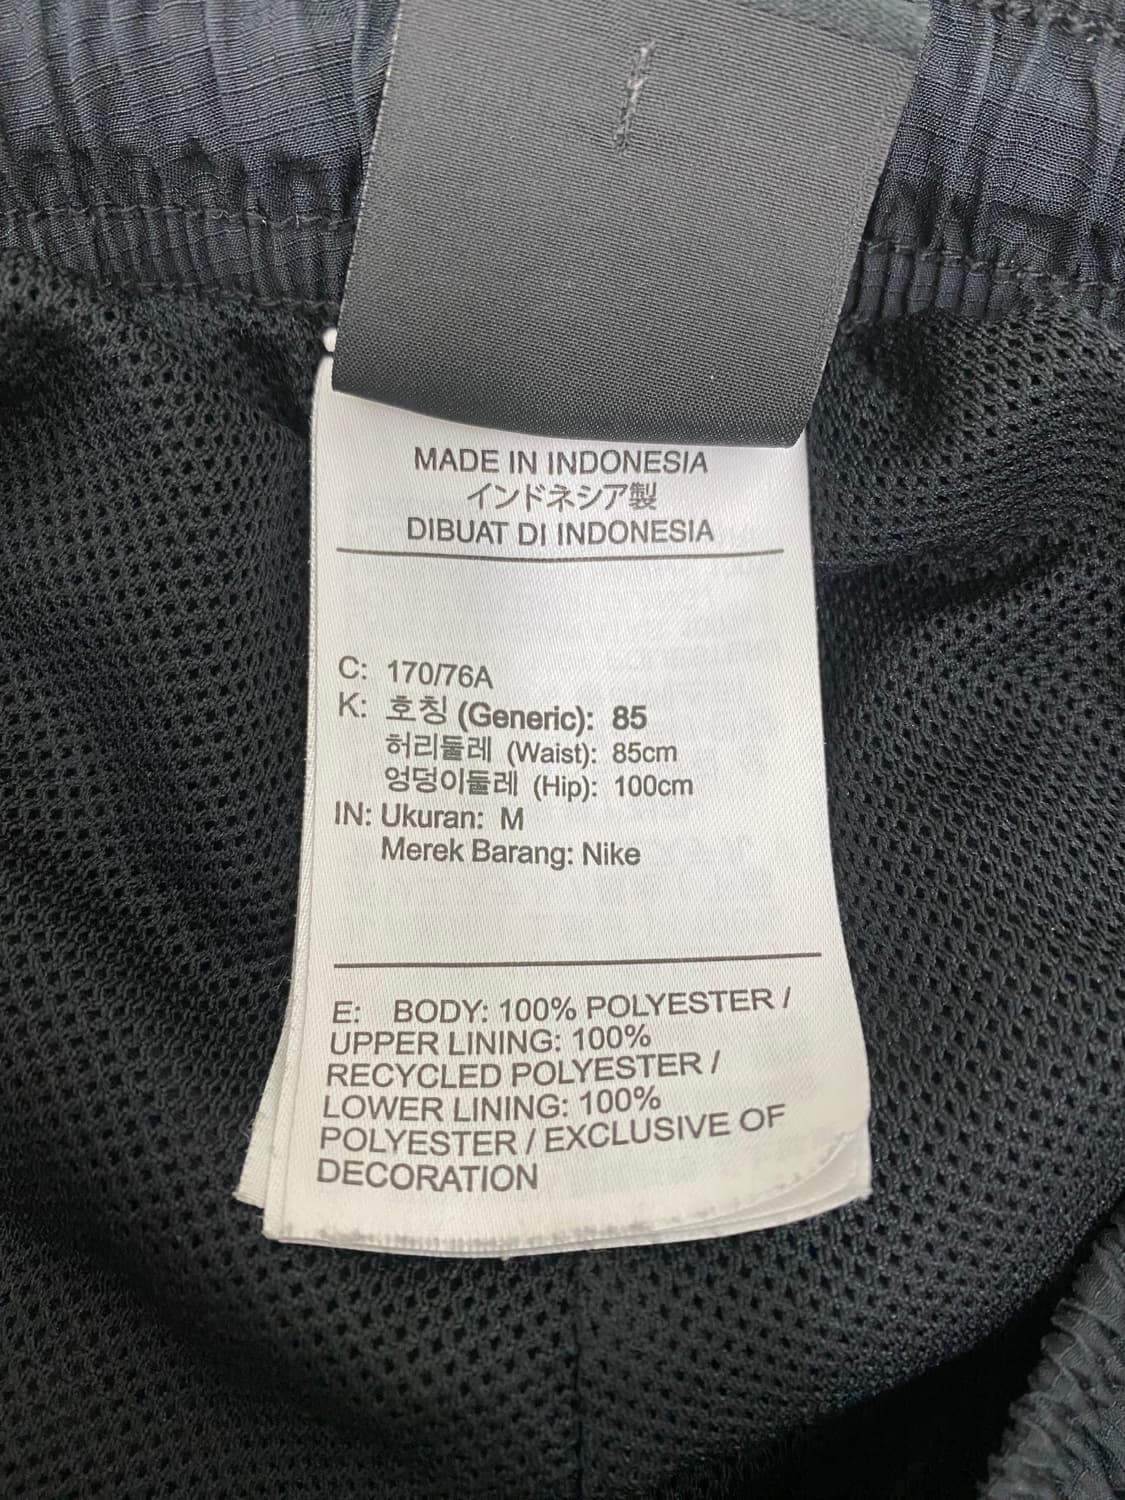 MADE IN INDONESIA
インドネシア製
DIBUAT DI INDONESIA
C: 170/76A
K: 호칭 (Generic): 85
허리둘레 (Waist): 85cm
엉덩이둘레 (Hip): 100cm
IN: Ukuran: M
Merek Barang: Nike
E: BODY: 100% POLYESTER /
UPPER LINING: 100%
RECYCLED POLYESTER /
LOWER LINING: 100%
POLYESTER / EXCLUSIVE OF
DECORATION